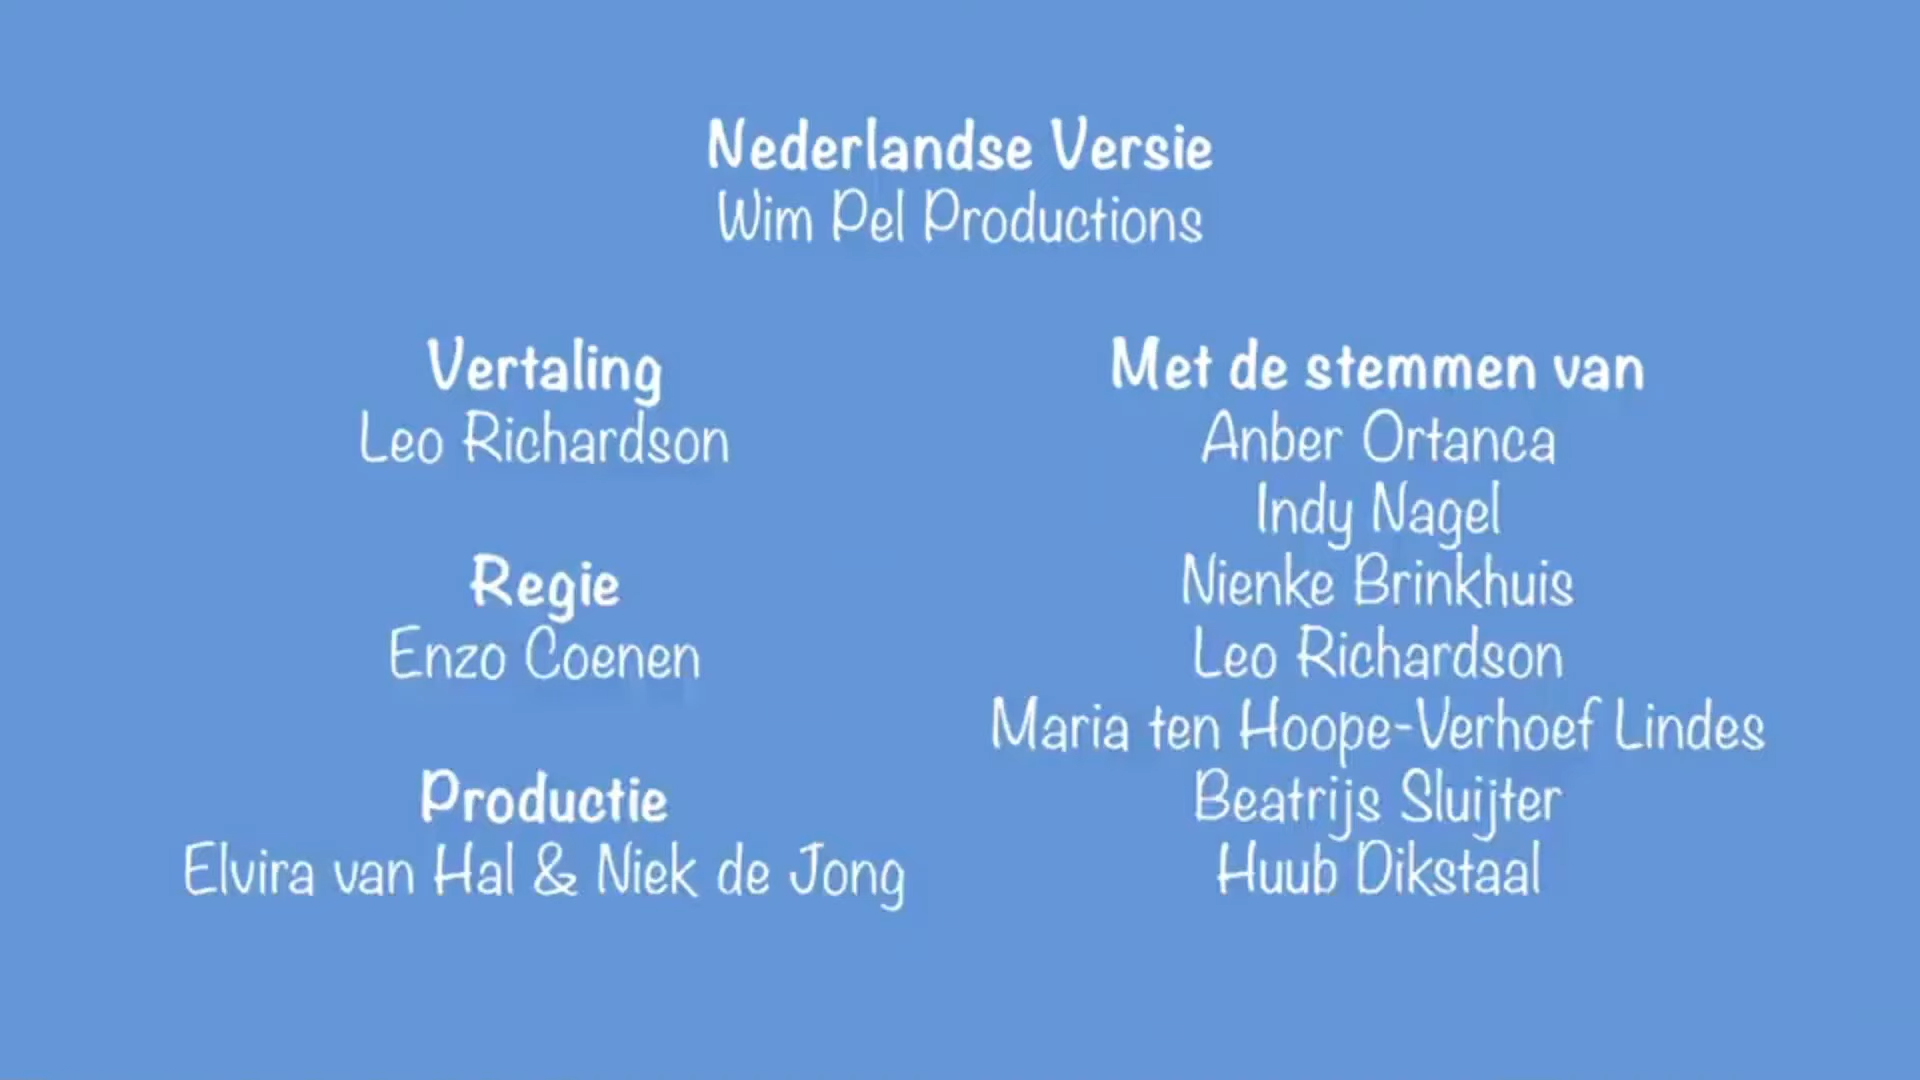 Nederlandse Versie
Wim Pel Productions
Vertaling
Leo Richardson
Regie
Enzo Coenen
Productie
Elvira van Hal & Niek de Jong
Met de stemmen van
Anber Ortanca
Indy Nagel
Nienke Brinkhuis
Leo Richardson
Maria ten Hoope-Verhoef Lindes
Beatrijs Sluijter
Huub Dikstaal